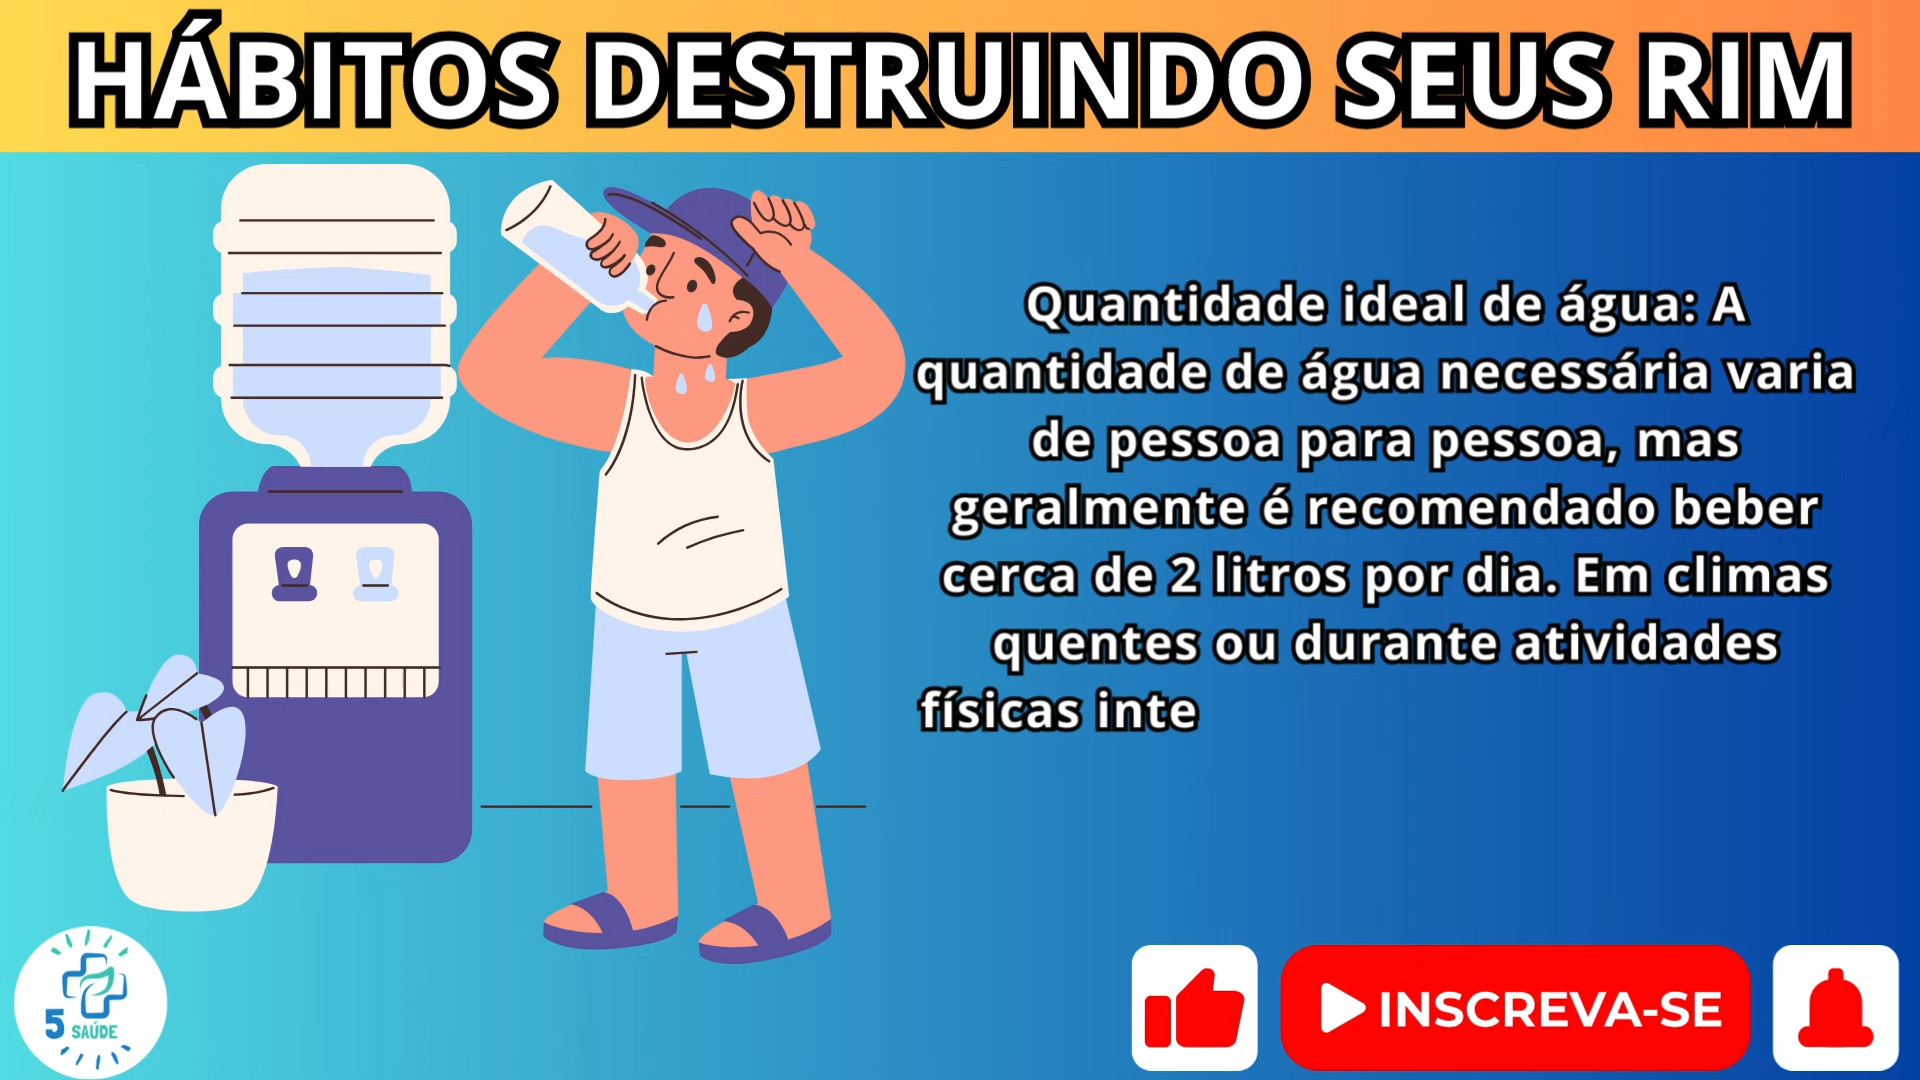 HÁBITOS DESTRUINDO SEUS RIM
Quantidade ideal de água: A
quantidade de água necessária varia
de pessoa para pessoa, mas
geralmente é recomendado beber
cerca de 2 litros por dia. Em climas
quentes ou durante atividades
físicas inte
5 SAÚDE
INSCREVA-SE